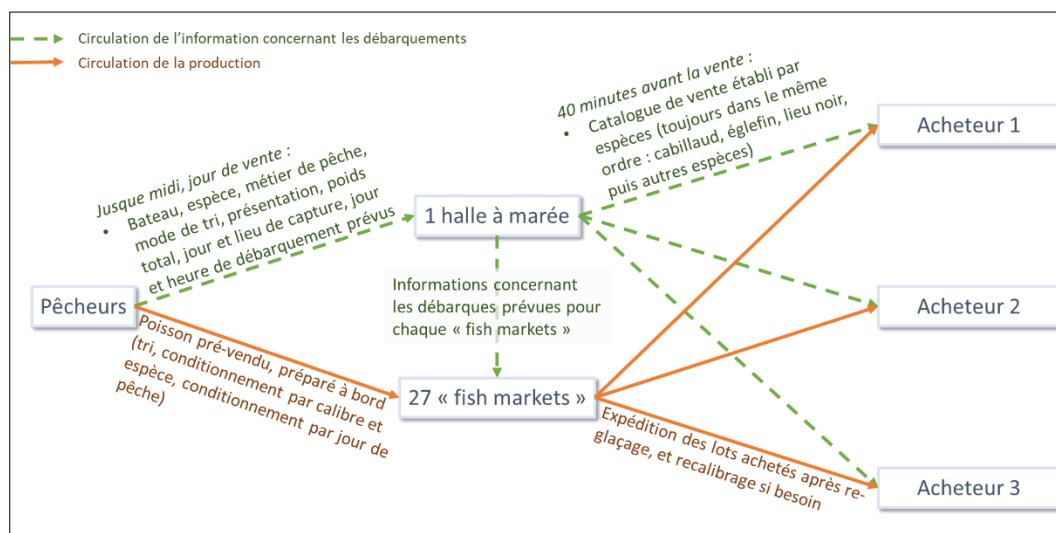 Circulation de l'information concernant les débarquements
Circulation de la production
Jusque midi, jour de vente :
• Bateau, espèce, métier de pêche,
mode de tri, présentation, poids
total, jour et lieu de capture, jour
et heure de débarquement prévus
40 minutes avant la vente :
• Catalogue de vente établi par
espèces (toujours dans le même
ordre : cabillaud, églefin, lieu noir,
puis autres espèces)
Acheteur 1
1 halle à marée
Pêcheurs
Informations concernant
les débarques prévues pour
chaque « fish markets »
Acheteur 2
Poisson pré-vendu, préparé à bord
(tri, conditionnement par calibre et
espèce, conditionnement par jour de
pêche)
27 « fish markets »
Expédition des lots achetés après re-
glaçage, et recalibrage si besoin
Acheteur 3